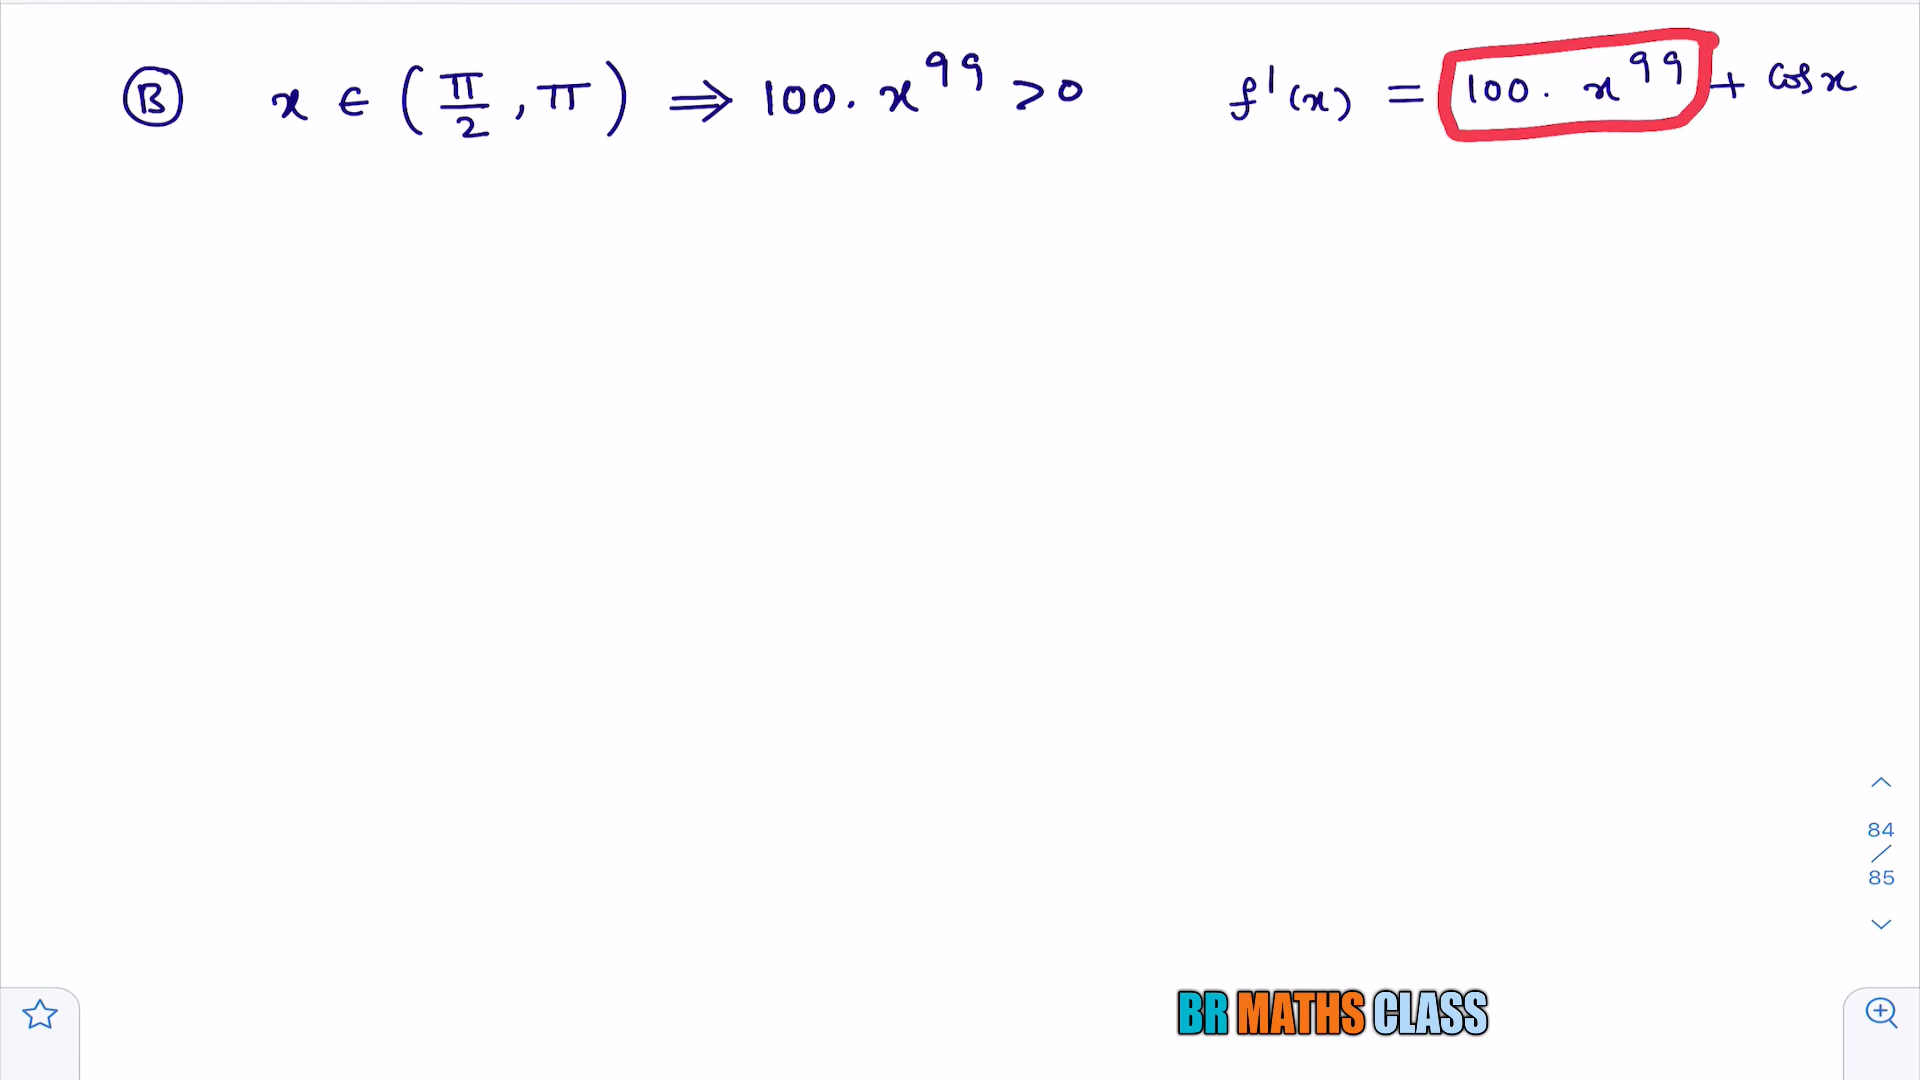 Ⓑ x ∈ (π/2, π) ⇒ 100. x^99 >0 f'(x) = 100. x^99 + cos x
84
/
85
BR MATHS CLASS